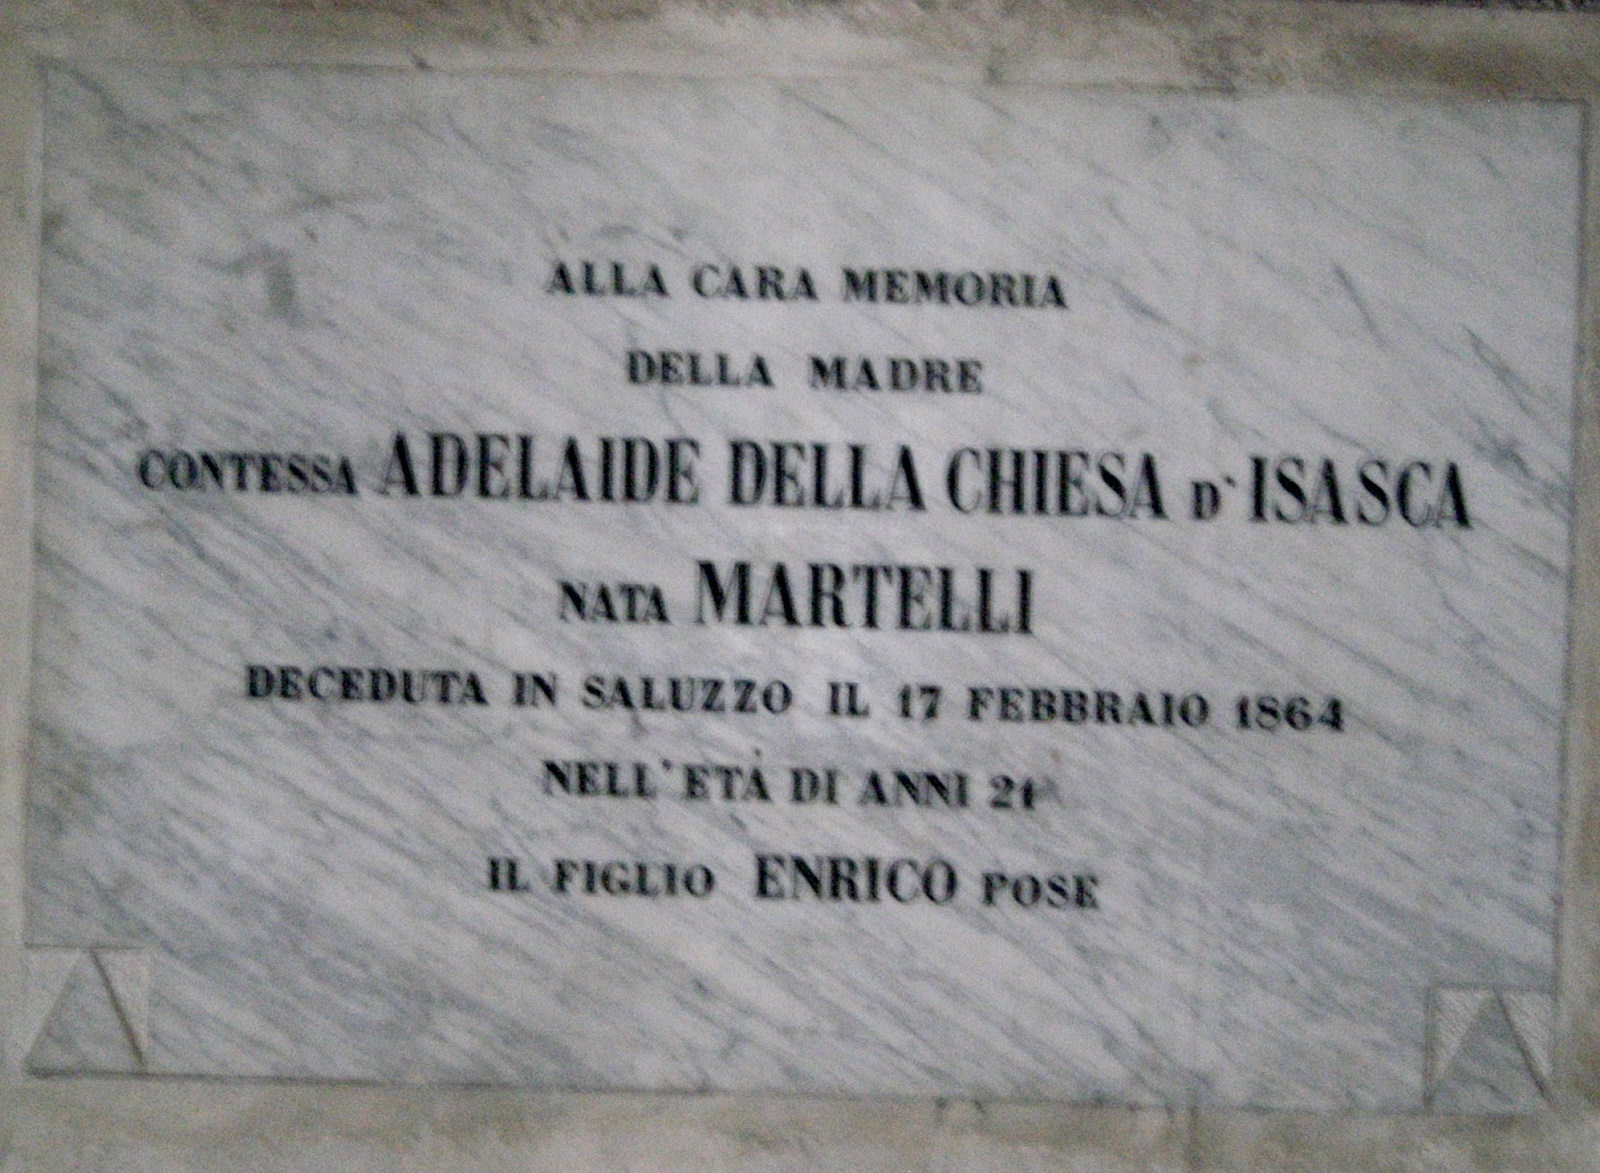 ALLA CARA MEMORIA
DELLA MADRE
CONTESSA ADELAIDE DELLA CHIESA D'ISASCA
NATA MARTELLI
DECEDUTA IN SALUZZO IL 17 FEBBRAIO 1864
NELL'ETÀ DI ANNI 21
IL FIGLIO ENRICO POSE